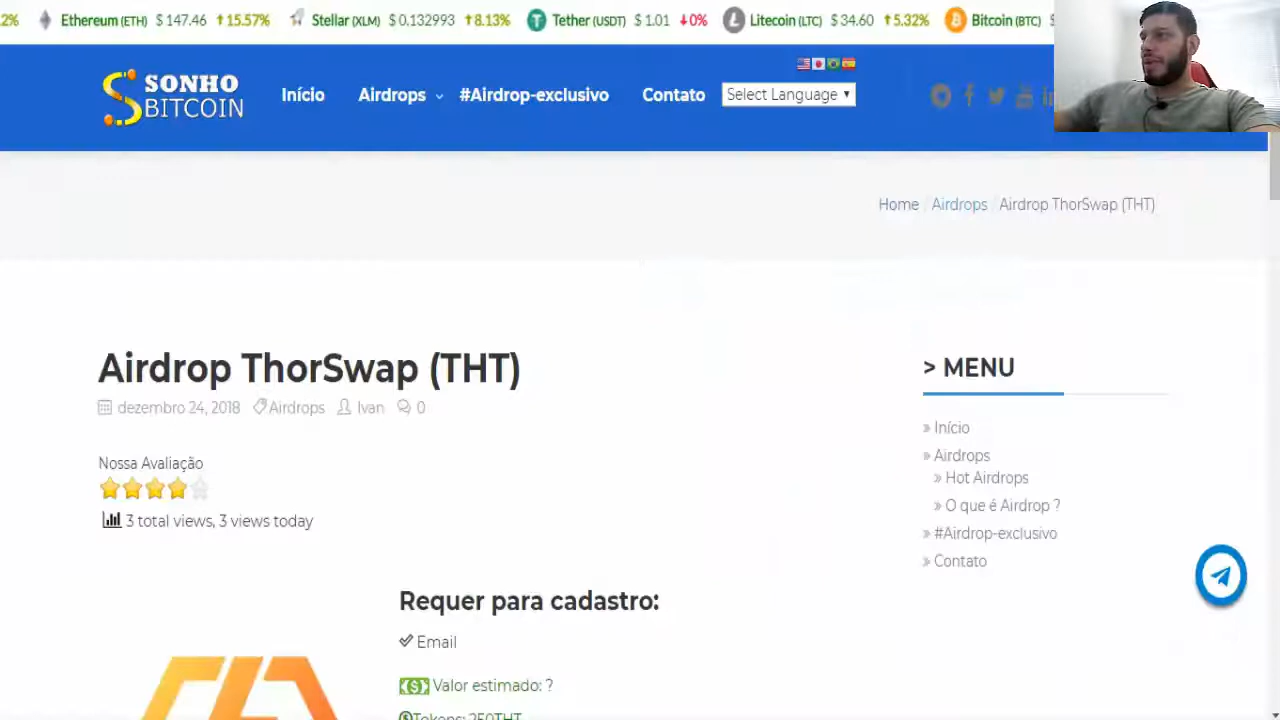 2% Ethereum (ETH) $ 147.46 ↑15.57% Stellar (XLM) $ 0.132993 ↑8.13% Tether (USDT) $ 1.01 ↓0% Litecoin (LTC) $ 34.60 ↑5.32% Bitcoin (BTC) $
SONHO
BITCOIN
Início Airdrops #Airdrop-exclusivo Contato Select Language
Home Airdrops Airdrop ThorSwap (THT)
Airdrop ThorSwap (THT)
dezembro 24, 2018 Airdrops Ivan 0
Nossa Avaliação
3 total views, 3 views today
Requer para cadastro:
Email
Valor estimado: ?
Tokens: 250THT
> MENU
» Início
» Airdrops
» Hot Airdrops
» O que é Airdrop ?
» #Airdrop-exclusivo
» Contato